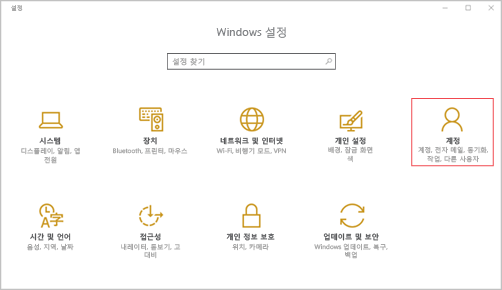 설정
Windows 설정
설정 찾기
시스템
디스플레이, 알림, 앱
전원
장치
Bluetooth, 프린터, 마우스
네트워크 및 인터넷
Wi-Fi, 비행기 모드, VPN
개인 설정
배경, 잠금 화면
색
계정
계정, 전자 메일, 동기화,
작업, 다른 사용자
시간 및 언어
음성, 지역, 날짜
접근성
내레이터, 돋보기, 고
대비
개인 정보 보호
위치, 카메라
업데이트 및 보안
Windows 업데이트, 복구,
백업